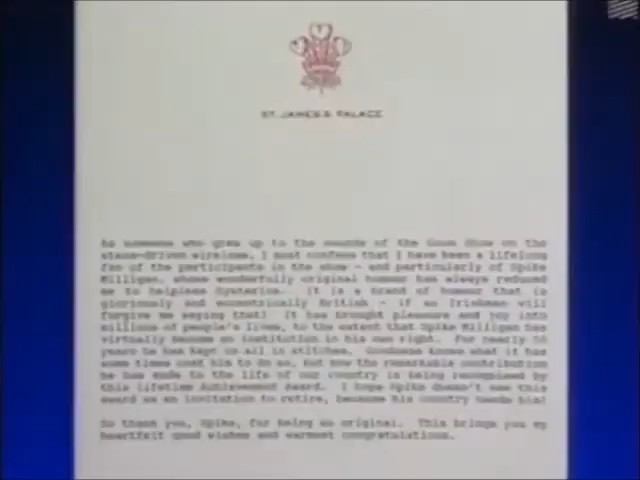 ST. JAMES'S PALACE
As someone who grew up to the sounds of the Goon Show on the
steam-driven wireless, I must confess that I have been a lifelong
fan of the participants in the show - and particularly of Spike
Milligan, whose wonderfully original humour has always reduced
me to helpless hysterics. It is a brand of humour that is
gloriously and eccentrically British - if an Irishman will
forgive me saying that! It has brought pleasure and joy into
millions of people's lives, to the extent that Spike Milligan has
virtually become an institution in his own right. For nearly 50
years he has kept us all in stitches. Goodness knows what it has
some times cost him to do so, but now the remarkable contribution
he has made to the life of our country is being recognised by
this Lifetime Achievement Award. I hope Spike doesn't see this
award as an invitation to retire, because his country needs him!
So thank you, Spike, for being an original. This brings you my
heartfelt good wishes and warmest congratulations.